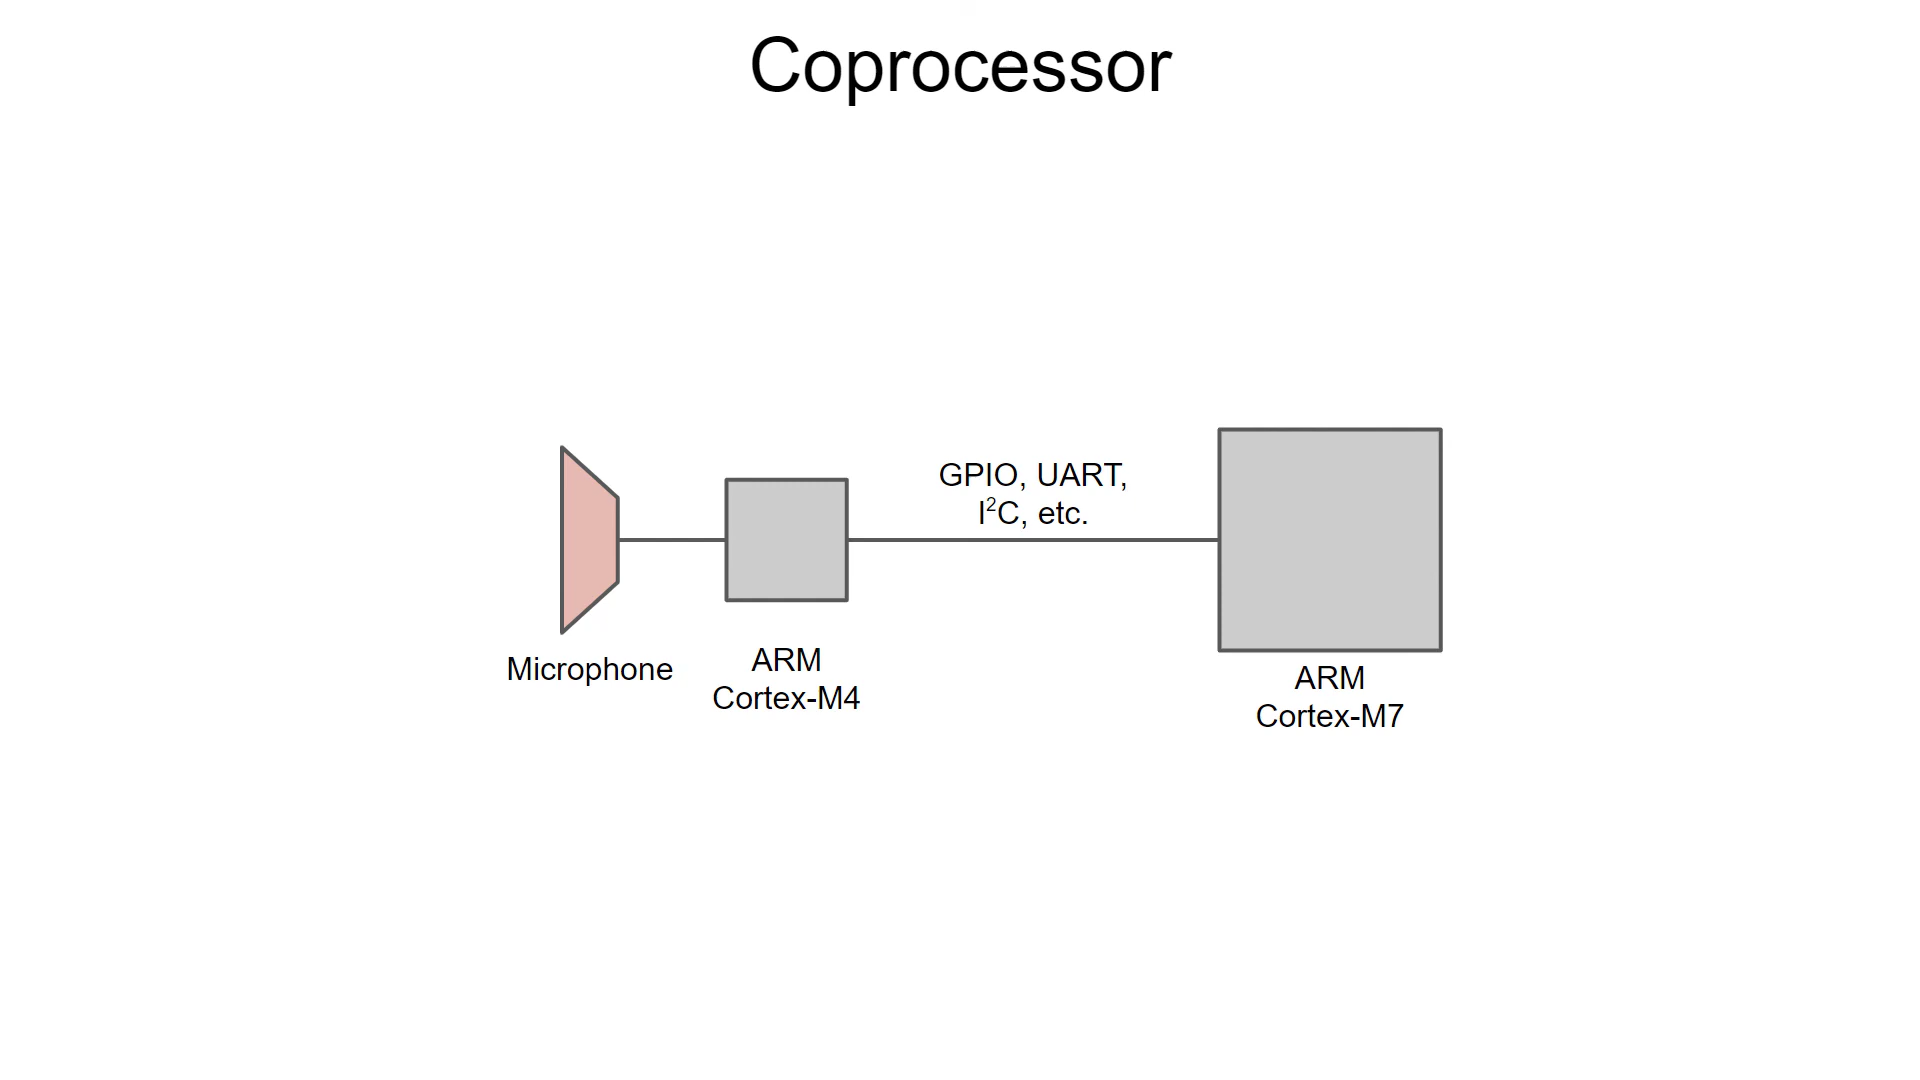 Coprocessor
GPIO, UART,
I²C, etc.
Microphone
ARM
Cortex-M4
ARM
Cortex-M7